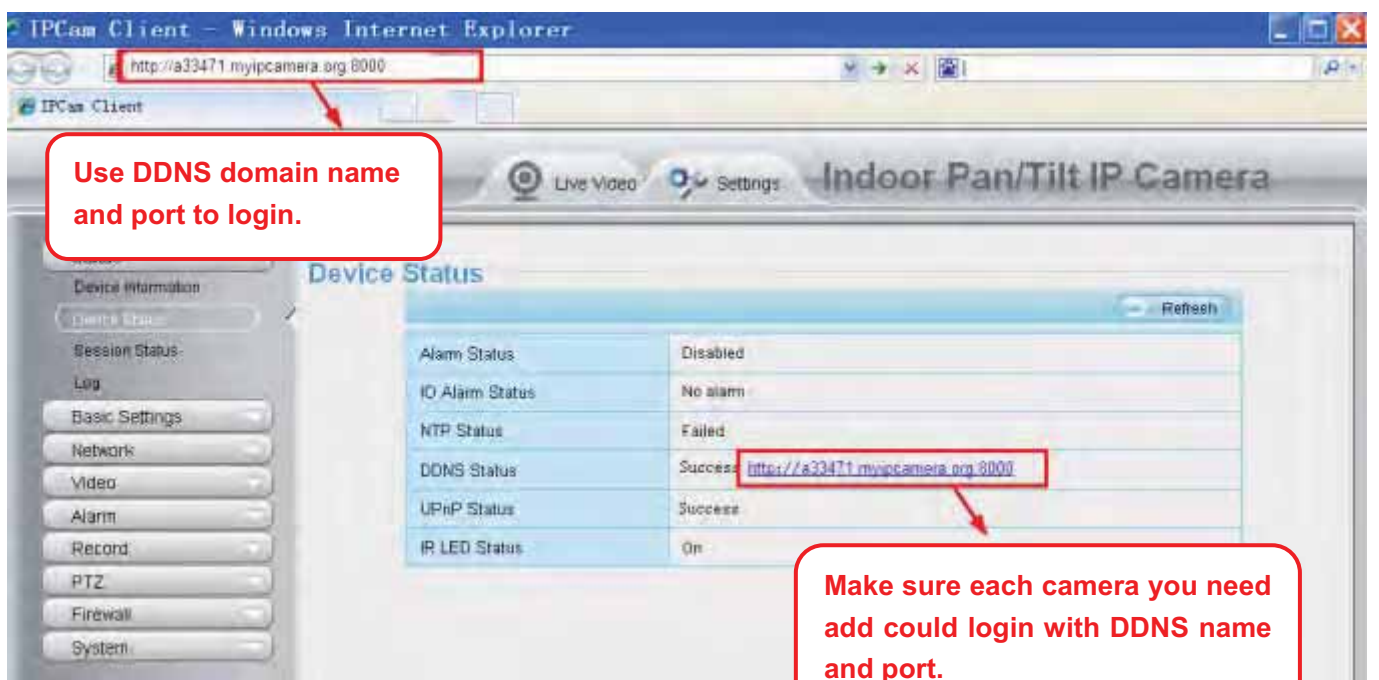 IPCam Client - Windows Internet Explorer
http://a33471.myipcamera.org:8000
IPCam Client
Use DDNS domain name
and port to login.
Live Video
Settings
Indoor Pan/Tilt IP Camera
Device Information
Device Status
Session Status
Log
Basic Settings
Network
Video
Alarm
Record
PTZ
Firewall
System
Device Status
Refresh
Alarm Status Disabled
IO Alarm Status No alarm
NTP Status Failed
DDNS Status Success http://a33471.myipcamera.org:8000
UPnP Status Success
IR LED Status On
Make sure each camera you need
add could login with DDNS name
and port.